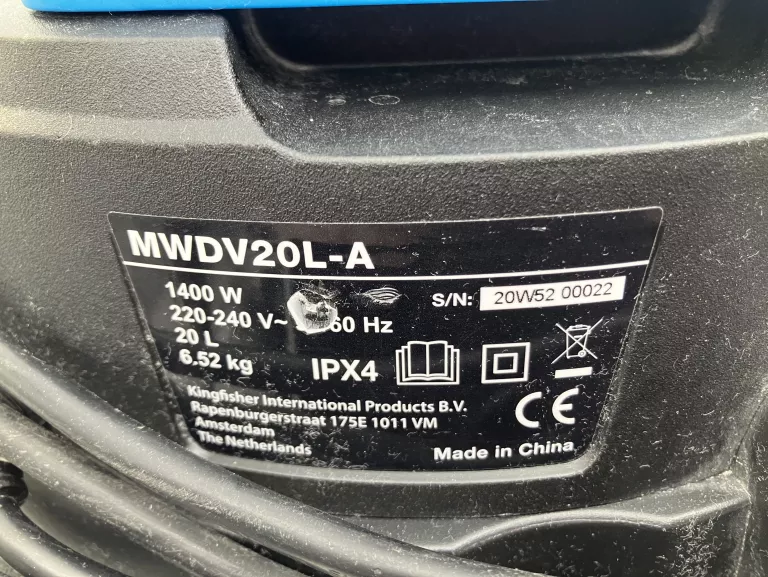 MWDV20L-A
1400 W
S/N: 20W52 00022
220-240 V~ 60 Hz
20 L
6.52 kg
IPX4
Kingfisher International Products B.V.
Rapenburgerstraat 175E 1011 VM
Amsterdam
The Netherlands
CE
Made in China